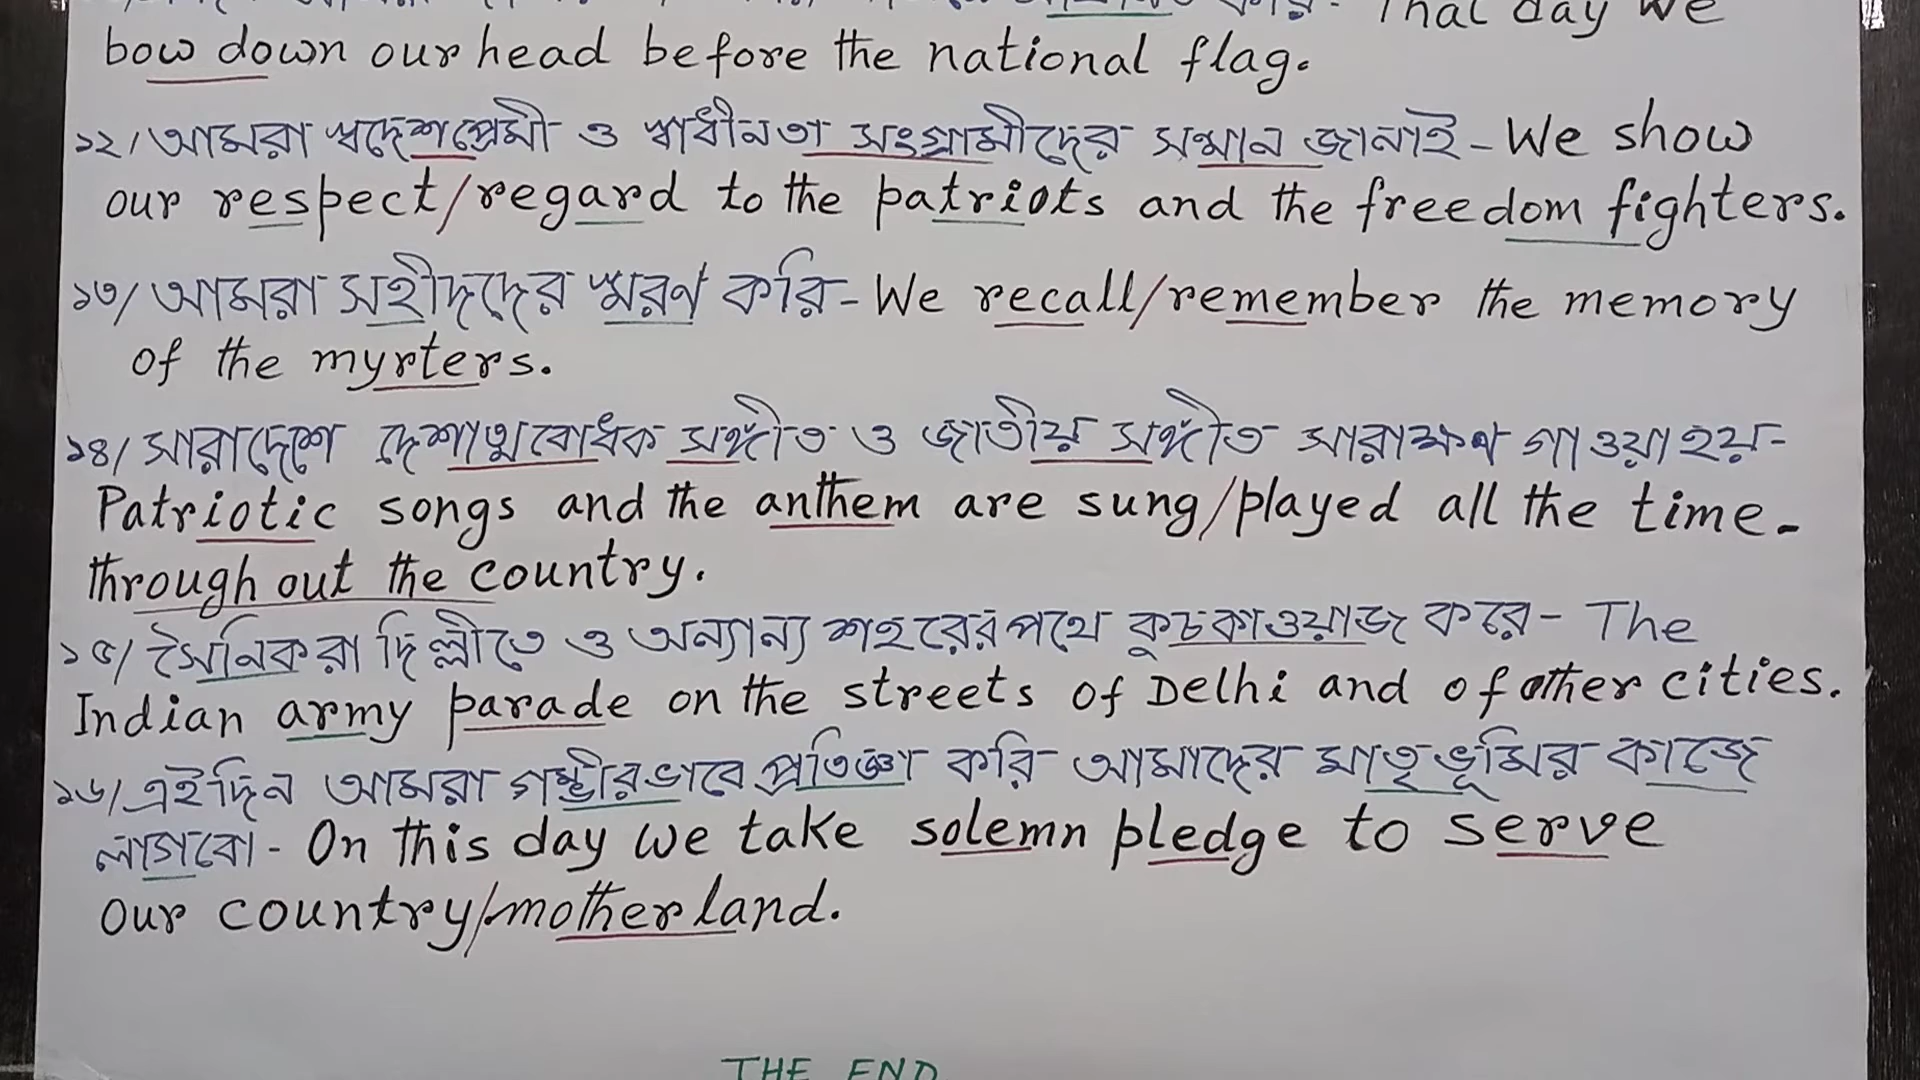 That day we
bow down our head before the national flag.
১২/ আমরা স্বদেশপ্রেমী ও স্বাধীনতা সংগ্রামীদের সম্মান জানাই - We show
our respect/regard to the patriots and the freedom fighters.
১৩/ আমরা সহীদদের স্মরণ করি - We recall/remember the memory
of the myrters.
১৪/ সারাদেশে দেশাত্মবোধক সঙ্গীত ও জাতীয় সঙ্গীত সারাক্ষণ গাওয়া হয় -
Patriotic songs and the anthem are sung/played all the time -
through out the country.
১৫/ সৈনিকরা দিল্লীতে ও অন্যান্য শহরের পথে কুচকাওয়াজ করে - The
Indian army parade on the streets of Delhi and of other cities.
১৬/ এইদিন আমরা গম্ভীরভাবে প্রতিজ্ঞা করি আমাদের মাতৃভূমির কাজে
লাগবো - On this day we take solemn pledge to serve
our country/motherland.
THE END